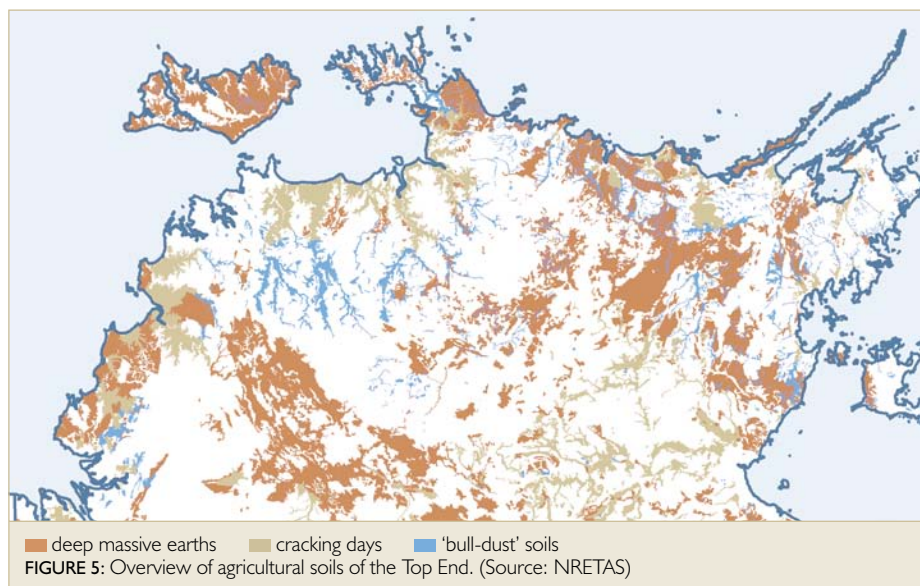 deep massive earths cracking days 'bull-dust' soils
FIGURE 5: Overview of agricultural soils of the Top End. (Source: NRETAS)